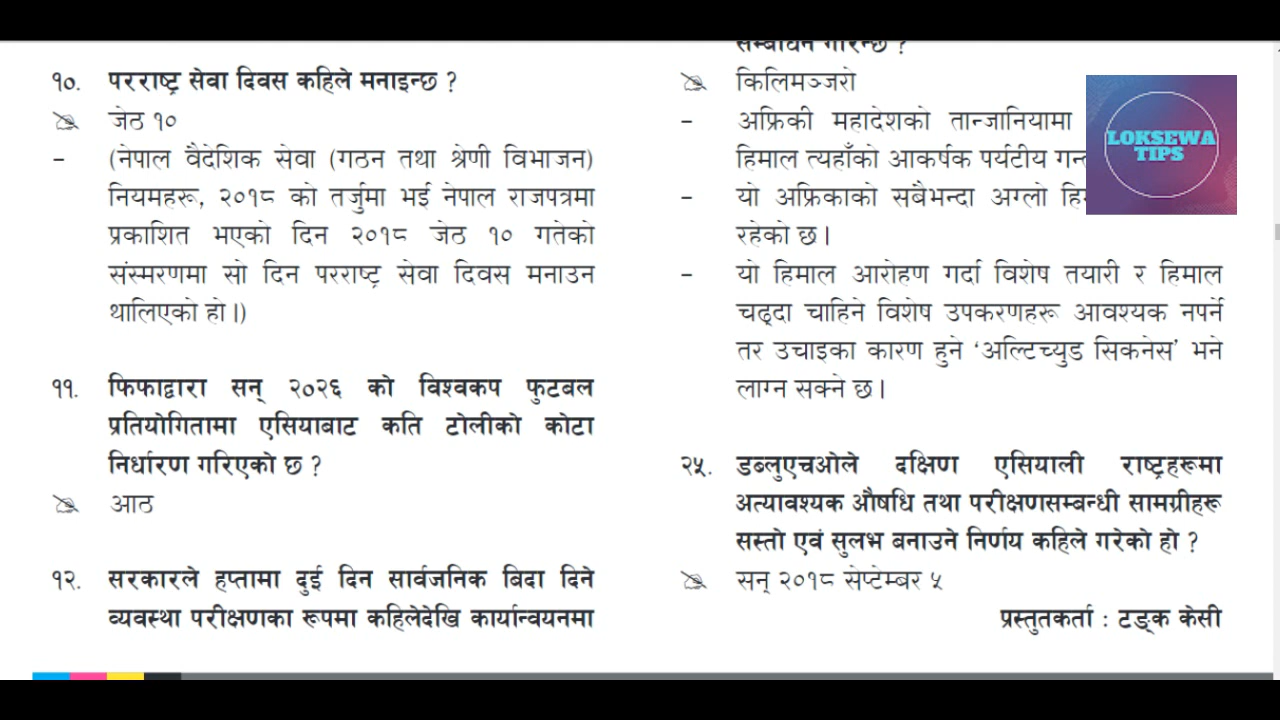 १०. परराष्ट्र सेवा दिवस कहिले मनाइन्छ ?
जेठ १०
– (नेपाल वैदेशिक सेवा (गठन तथा श्रेणी विभाजन)
नियमहरू, २०१८ को तर्जुमा भई नेपाल राजपत्रमा
प्रकाशित भएको दिन २०१८ जेठ १० गतेको
संस्मरणमा सो दिन परराष्ट्र सेवा दिवस मनाउन
थालिएको हो।)
११. फिफाद्वारा सन् २०२६ को विश्वकप फुटबल
प्रतियोगितामा एसियाबाट कति टोलीको कोटा
निर्धारण गरिएको छ ?
आठ
१२. सरकारले हप्तामा दुई दिन सार्वजनिक बिदा दिने
व्यवस्था परीक्षणका रूपमा कहिलेदेखि कार्यान्वयनमा
सम्बोधन गरिन्छ ?
किलिमञ्जरो
– अफ्रिकी महादेशको तान्जानियामा
हिमाल त्यहाँको आकर्षक पर्यटीय
– यो अफ्रिकाको सबैभन्दा अग्लो
रहेको छ।
– यो हिमाल आरोहण गर्दा विशेष तयारी र हिमाल
चढ्दा चाहिने विशेष उपकरणहरू आवश्यक नपर्ने
तर उचाइका कारण हुने ‘अल्टिच्युड सिकनेस’ भने
लाग्न सक्ने छ।
२५. डब्लुएचओले दक्षिण एसियाली राष्ट्रहरूमा
अत्यावश्यक औषधि तथा परीक्षणसम्बन्धी सामग्रीहरू
सस्तो एवं सुलभ बनाउने निर्णय कहिले गरेको हो ?
सन् २०१८ सेप्टेम्बर ५
प्रस्तुतकर्ता : टङ्क केसी
LOKSEWA
TIPS